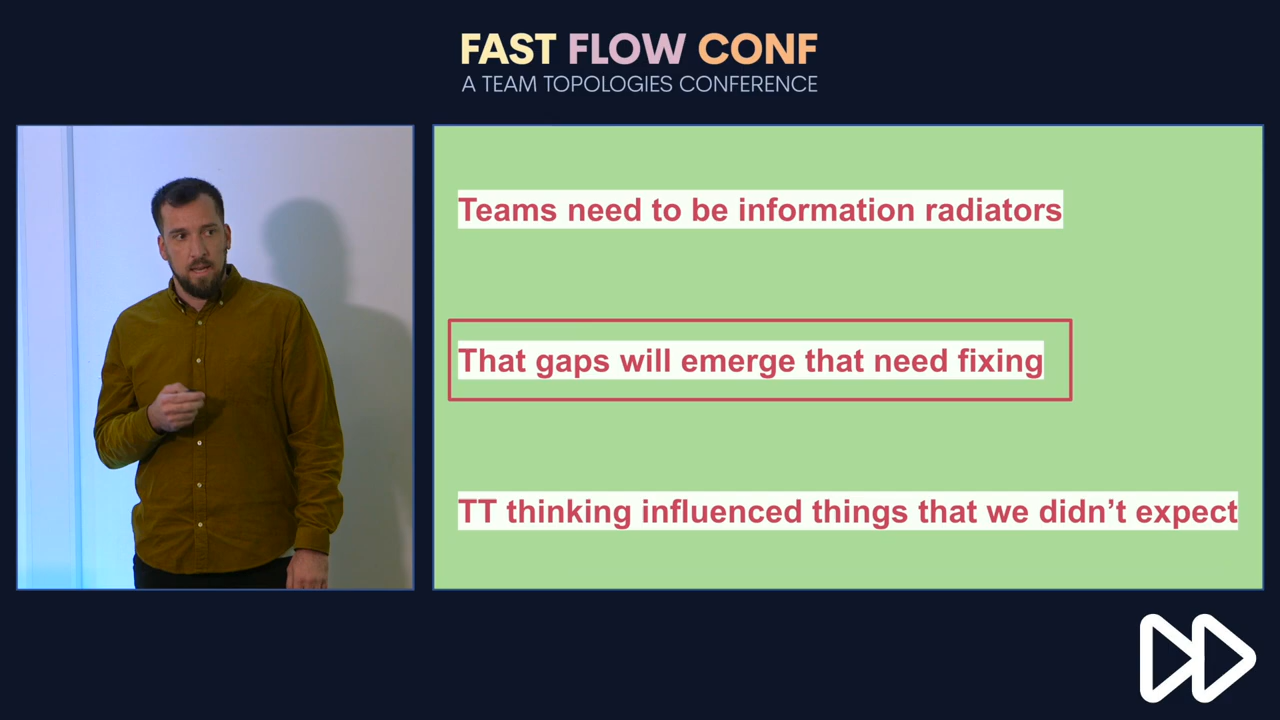 FAST FLOW CONF
A TEAM TOPOLOGIES CONFERENCE
Teams need to be information radiators
That gaps will emerge that need fixing
TT thinking influenced things that we didn’t expect